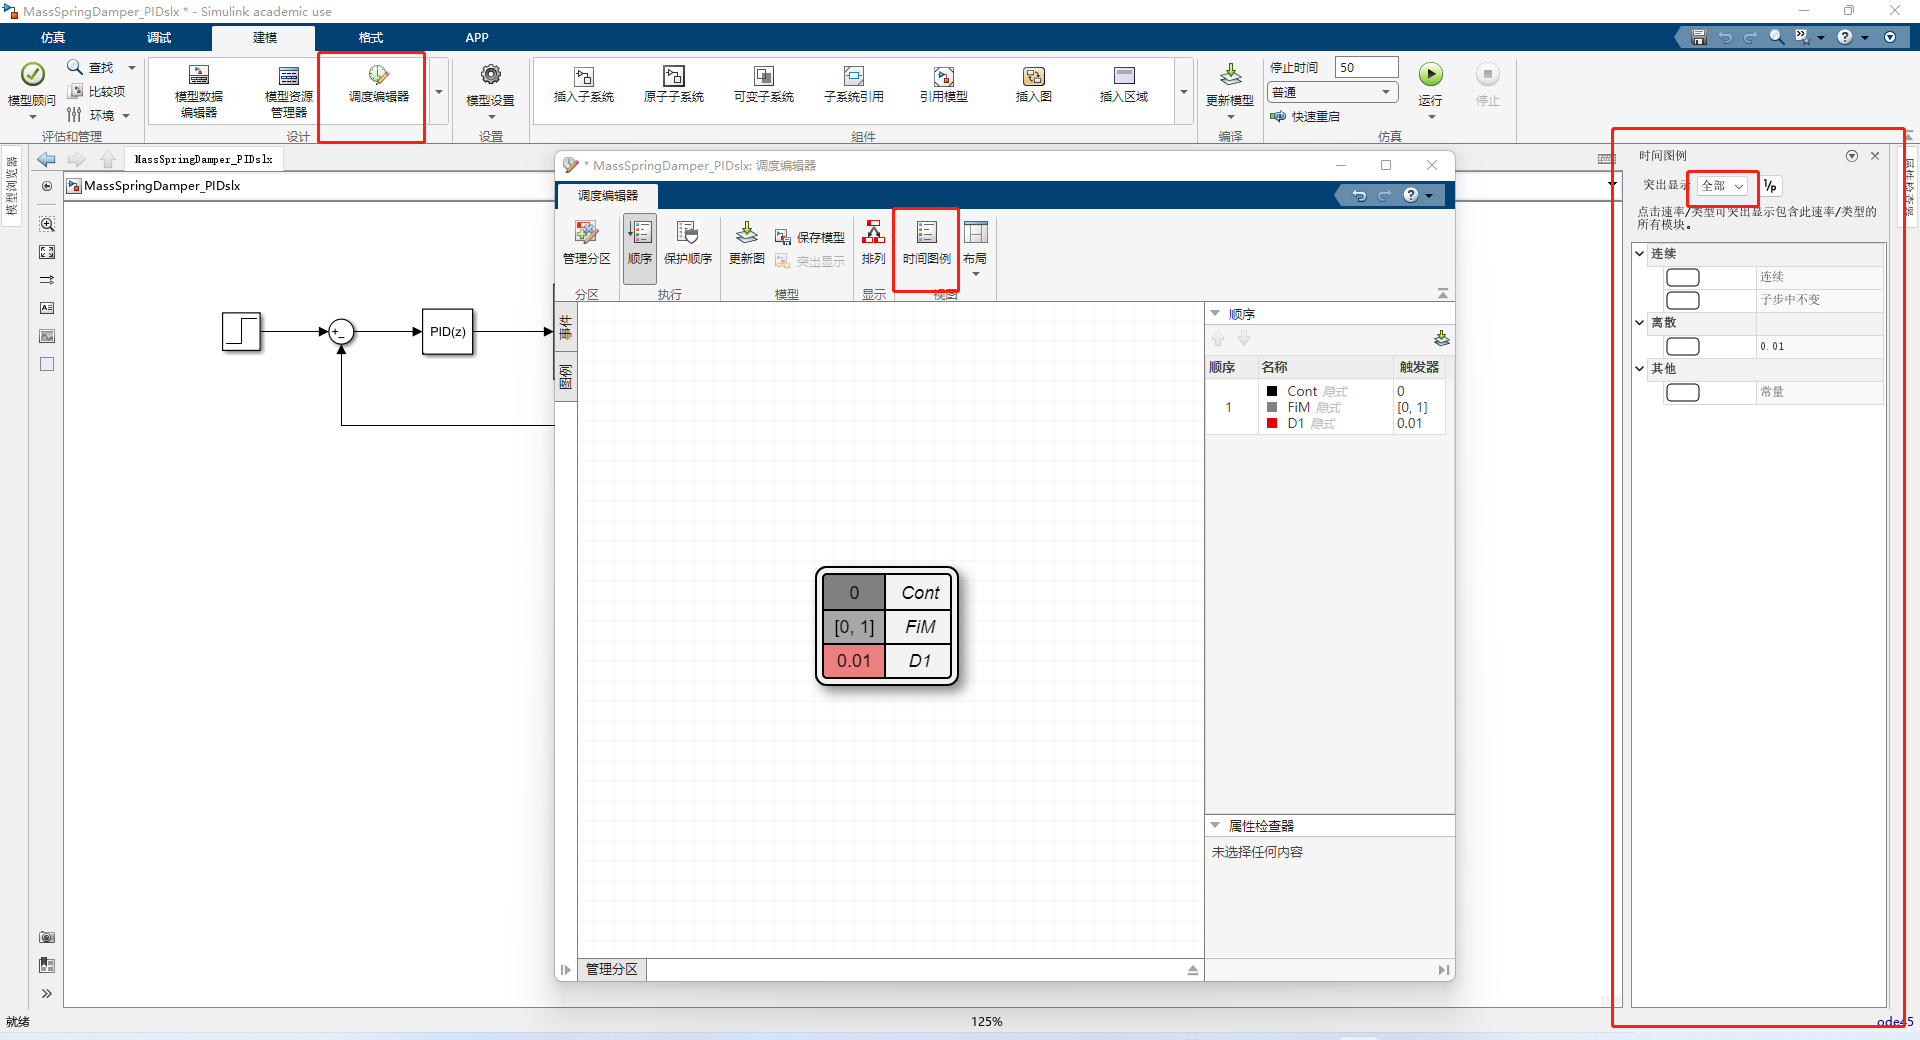 MassSpringDamper_PIDslx * - Simulink academic use
仿真 调试 建模 格式 APP
模型顾问
查找
比较项
环境
评估和管理
模型数据
编辑器
模型资源
管理器
调度编辑器
设计
模型设置
设置
插入子系统
原子子系统
可变子系统
子系统引用
引用模型
插入图
插入区域
组件
更新模型
编译
停止时间 50
普通
快速重启
运行
停止
仿真
模型浏览器
MassSpringDamper_PIDslx
MassSpringDamper_PIDslx
PID(z)
* MassSpringDamper_PIDslx: 调度编辑器
调度编辑器
管理分区
分区
顺序
保护顺序
执行
更新图
保存模型
突出显示
模型
排列
显示
时间图例
布局
视图
事件
图例
0 Cont
[0, 1] FiM
0.01 D1
管理分区
顺序
顺序 名称 触发器
1
Cont 隐式 0
FiM 隐式 [0, 1]
D1 隐式 0.01
属性检查器
未选择任何内容
时间图例
突出显示 全部 1/p
点击速率/类型可突出显示包含此速率/类型的
所有模块。
连续
连续
子步中不变
离散
0.01
其他
常量
属性检查器
就绪
125%
ode45